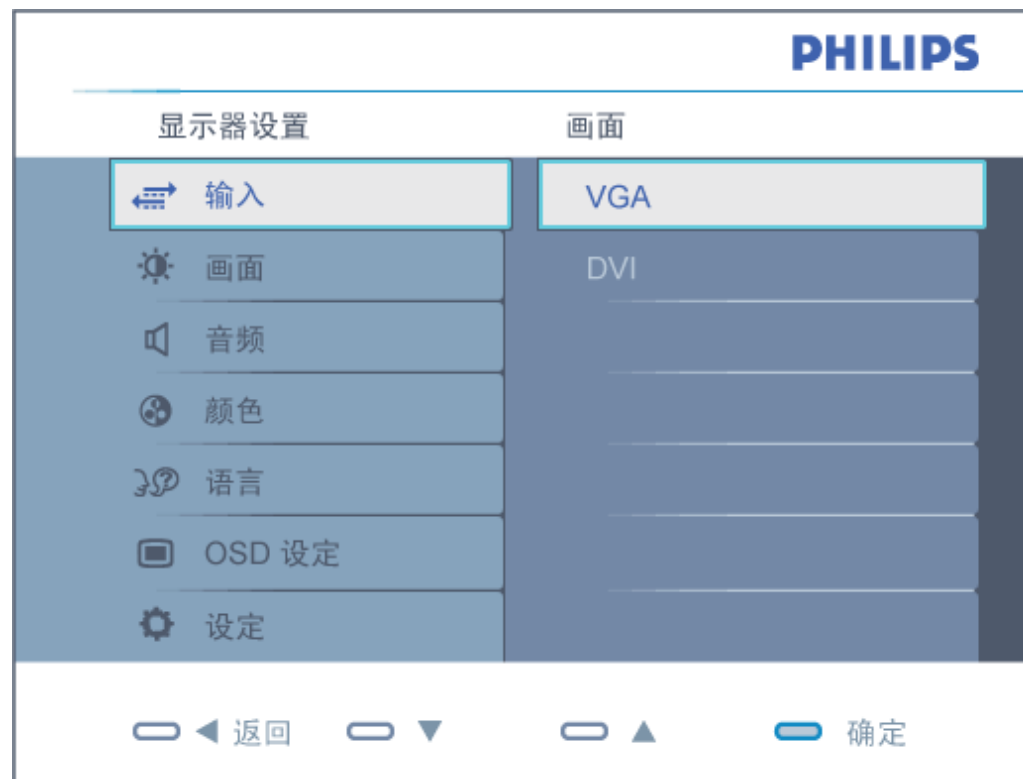 PHILIPS
显示器设置 画面
输入 VGA
画面 DVI
音频
颜色
语言
OSD 设定
设定
返回 确定